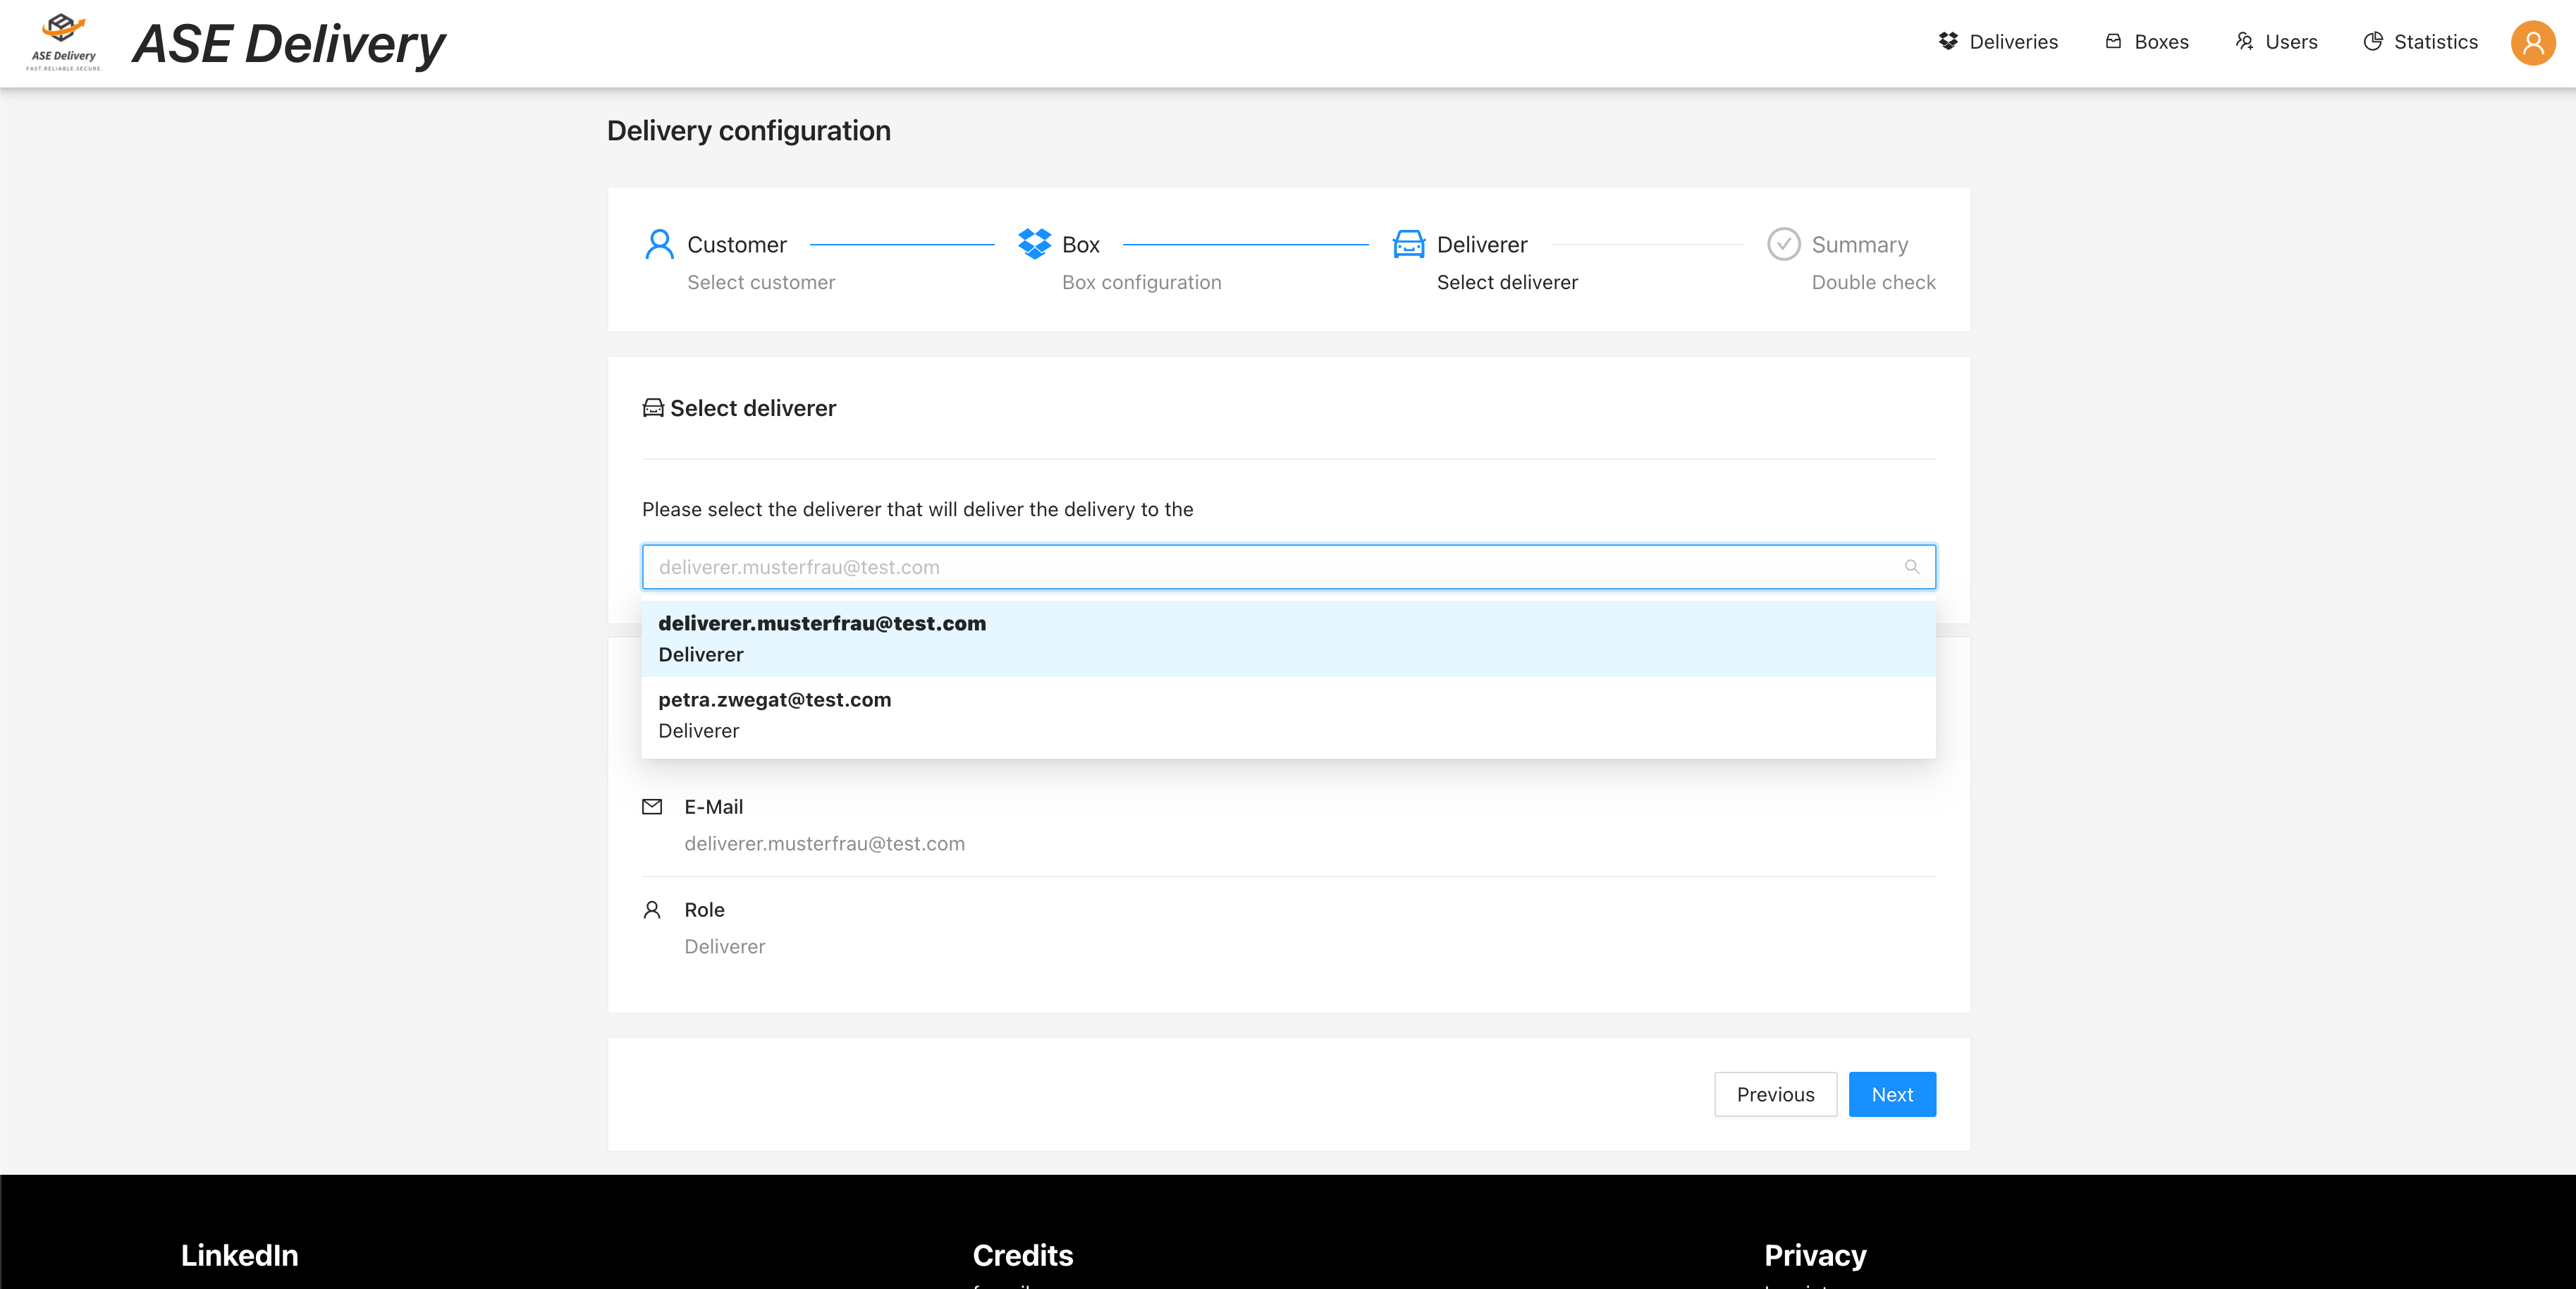 ASE Delivery
FAST.RELIABLE.SECURE.
ASE Delivery
Deliveries
Boxes
Users
Statistics
Delivery configuration
Customer
Select customer
Box
Box configuration
Deliverer
Select deliverer
Summary
Double check
Select deliverer
Please select the deliverer that will deliver the delivery to the
deliverer.musterfrau@test.com
deliverer.musterfrau@test.com
Deliverer
petra.zwegat@test.com
Deliverer
E-Mail
deliverer.musterfrau@test.com
Role
Deliverer
Previous
Next
LinkedIn
Credits
Privacy